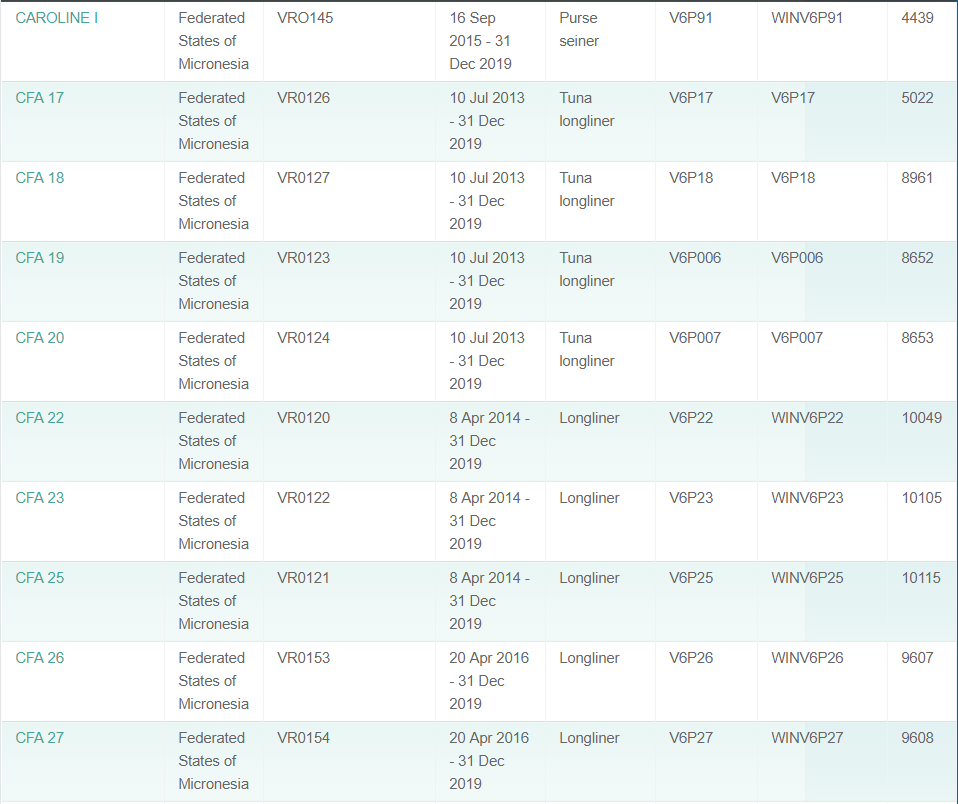 CAROLINE I Federated States of Micronesia VRO145 16 Sep 2015 - 31 Dec 2019 Purse seiner V6P91 WINV6P91 4439
CFA 17 Federated States of Micronesia VR0126 10 Jul 2013 - 31 Dec 2019 Tuna longliner V6P17 V6P17 5022
CFA 18 Federated States of Micronesia VR0127 10 Jul 2013 - 31 Dec 2019 Tuna longliner V6P18 V6P18 8961
CFA 19 Federated States of Micronesia VR0123 10 Jul 2013 - 31 Dec 2019 Tuna longliner V6P006 V6P006 8652
CFA 20 Federated States of Micronesia VR0124 10 Jul 2013 - 31 Dec 2019 Tuna longliner V6P007 V6P007 8653
CFA 22 Federated States of Micronesia VR0120 8 Apr 2014 - 31 Dec 2019 Longliner V6P22 WINV6P22 10049
CFA 23 Federated States of Micronesia VR0122 8 Apr 2014 - 31 Dec 2019 Longliner V6P23 WINV6P23 10105
CFA 25 Federated States of Micronesia VR0121 8 Apr 2014 - 31 Dec 2019 Longliner V6P25 WINV6P25 10115
CFA 26 Federated States of Micronesia VR0153 20 Apr 2016 - 31 Dec 2019 Longliner V6P26 WINV6P26 9607
CFA 27 Federated States of Micronesia VR0154 20 Apr 2016 - 31 Dec 2019 Longliner V6P27 WINV6P27 9608